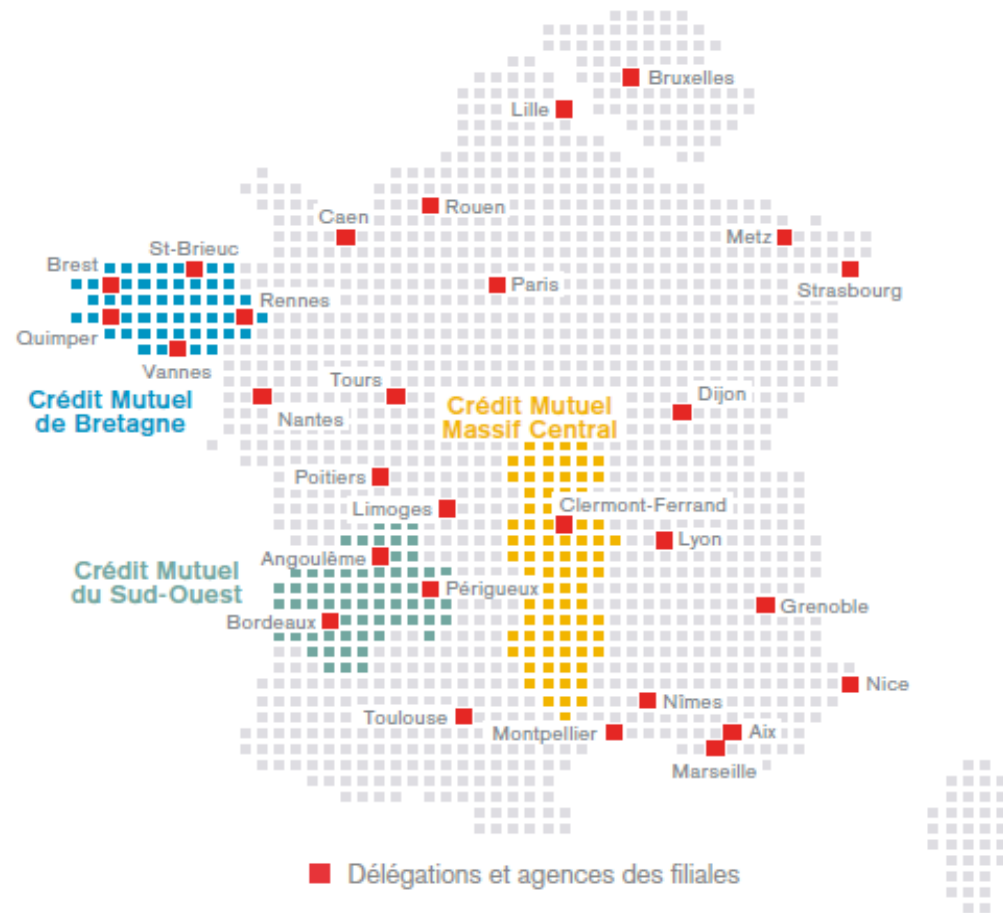 Bruxelles
Lille
Rouen
Caen
Metz
St-Brieuc
Brest
Paris
Strasbourg
Rennes
Quimper
Vannes
Tours
Crédit Mutuel
de Bretagne
Nantes
Crédit Mutuel
Massif Central
Dijon
Poitiers
Limoges
Clermont-Ferrand
Lyon
Angoulême
Crédit Mutuel
du Sud-Ouest
Périgueux
Bordeaux
Grenoble
Nice
Nîmes
Toulouse
Montpellier
Aix
Marseille
Délégations et agences des filiales